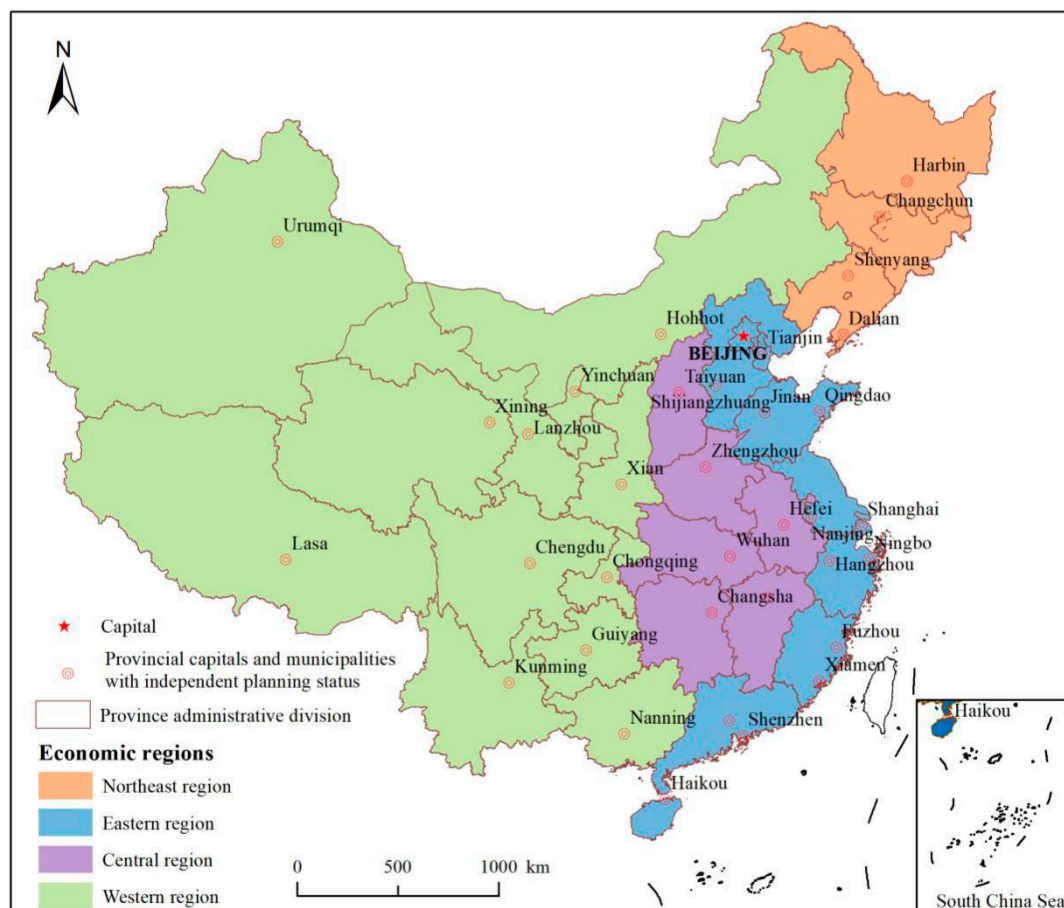 N
Harbin
Changchun
Urumqi
Shenyang
Hohhot
Dalian
Tianjin
BEIJING
Yinchuan
Taiyuan
Xining
Shijiangzhuang
Jinan
Qingdao
Lanzhou
Zhengzhou
Xian
Hefei
Shanghai
Lasa
Chengdu
Wuhan
Nanjing
Ningbo
Chongqing
Hangzhou
Changsha
Capital
Guiyang
Fuzhou
Provincial capitals and municipalities
with independent planning status
Kunming
Xiamen
Province administrative division
Nanning
Shenzhen
Haikou
Economic regions
Northeast region
Haikou
Eastern region
Central region
0 500 1000 km
Western region
South China Sea